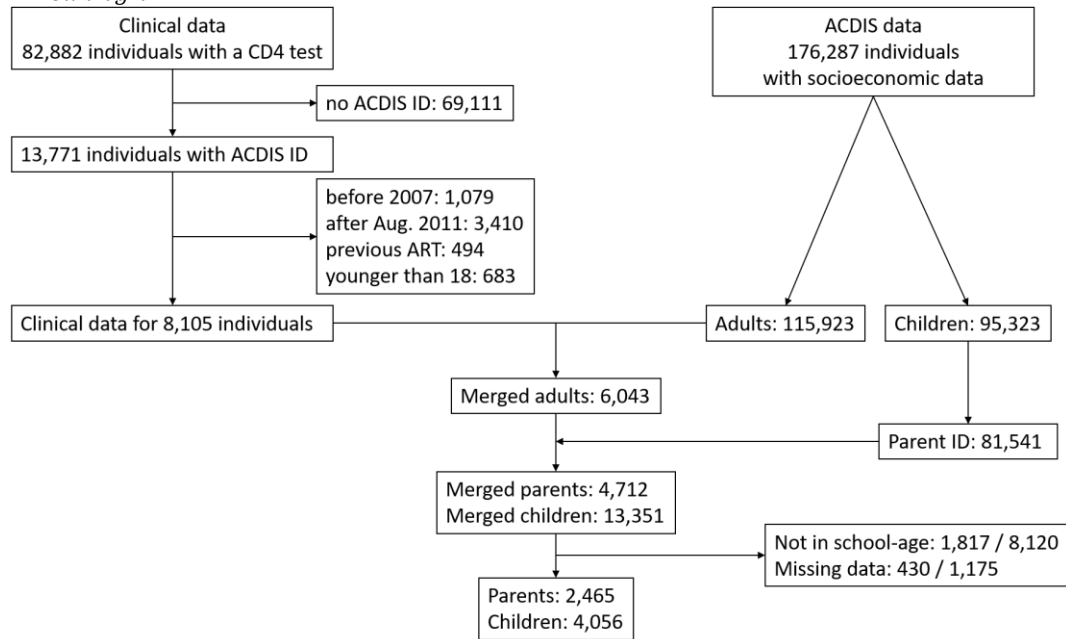 Clinical data
82,882 individuals with a CD4 test
ACDIS data
176,287 individuals
with socioeconomic data
no ACDIS ID: 69,111
13,771 individuals with ACDIS ID
before 2007: 1,079
after Aug. 2011: 3,410
previous ART: 494
younger than 18: 683
Clinical data for 8,105 individuals
Adults: 115,923
Children: 95,323
Merged adults: 6,043
Parent ID: 81,541
Merged parents: 4,712
Merged children: 13,351
Not in school-age: 1,817 / 8,120
Missing data: 430 / 1,175
Parents: 2,465
Children: 4,056